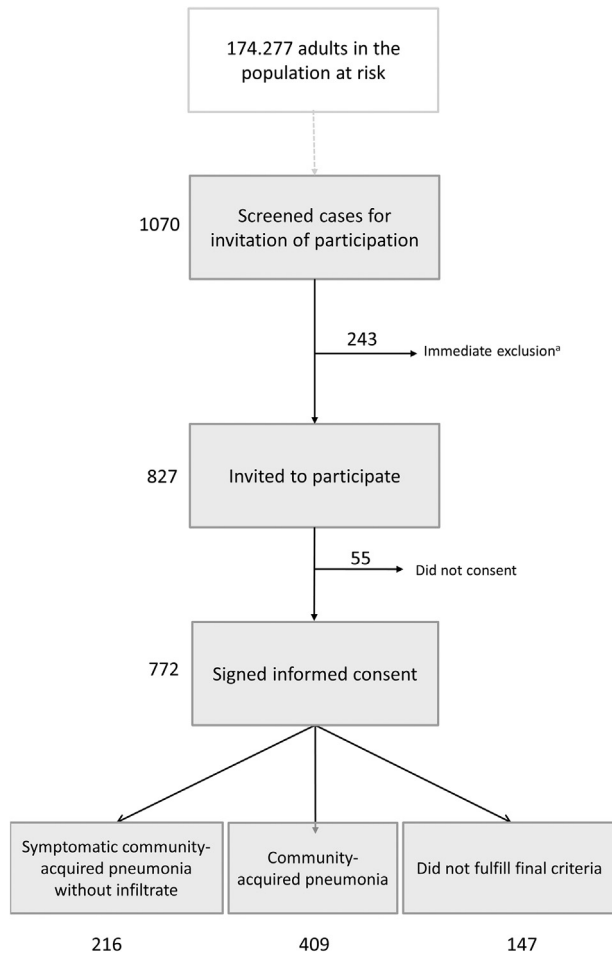 174.277 adults in the
population at risk
1070
Screened cases for
invitation of participation
243
Immediate exclusionᵃ
827
Invited to participate
55
Did not consent
772
Signed informed consent
Symptomatic community-
acquired pneumonia
without infiltrate
Community-
acquired pneumonia
Did not fulfill final criteria
216
409
147